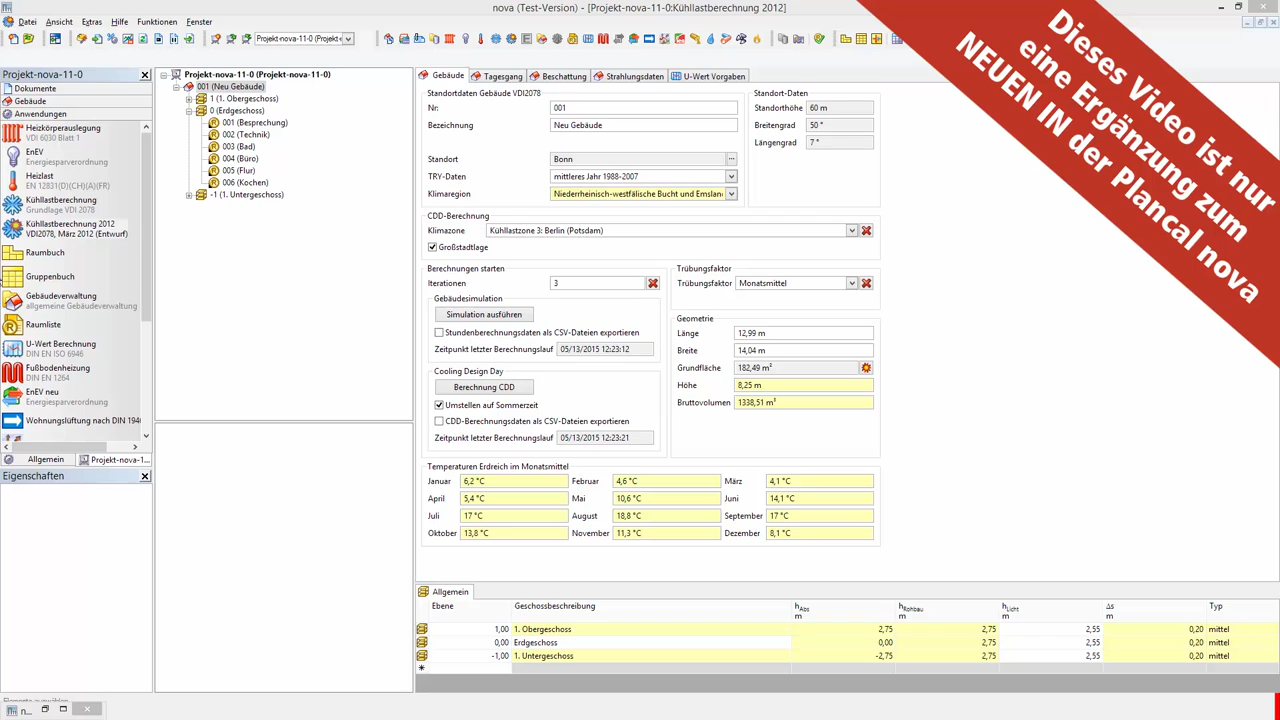 nova (Test-Version) - [Projekt-nova-11-0:Kühllastberechnung 2012]
Datei Ansicht Extras Hilfe Funktionen Fenster
Projekt-nova-11-0 (Projekt-nova-11-0)
Dieses Video ist nur
eine Ergänzung zum
NEUEN IN der Plancal nova
Projekt-nova-11-0
Dokumente
Gebäude
Anwendungen
Heizkörperauslegung
VDI 6030 Blatt 1
EnEV
Energiesparverordnung
Heizlast
EN 12831(D)(CH)(A)(FR)
Kühllastberechnung
Grundlage VDI 2078
Kühllastberechnung 2012
VDI2078, März 2012 (Entwurf)
Raumbuch
Gruppenbuch
Gebäudeverwaltung
allgemeine Gebäudeverwaltung
Raumliste
U-Wert Berechnung
DIN EN ISO 6946
Fußbodenheizung
DIN EN 1264
EnEV neu
Energiesparverordnung
Wohnungslüftung nach DIN 1946
Allgemein Projekt-nova-1...
Eigenschaften
Projekt-nova-11-0 (Projekt-nova-11-0)
001 (Neu Gebäude)
1 (1. Obergeschoss)
0 (Erdgeschoss)
001 (Besprechung)
002 (Technik)
003 (Bad)
004 (Büro)
005 (Flur)
006 (Kochen)
-1 (1. Untergeschoss)
Gebäude Tagesgang Beschattung Strahlungsdaten U-Wert Vorgaben
Standortdaten Gebäude VDI2078
Nr: 001
Bezeichnung Neu Gebäude
Standort Bonn ...
TRY-Daten mittleres Jahr 1988-2007
Klimaregion Niederrheinisch-westfälische Bucht und Emslan
Standort-Daten
Standorthöhe 60 m
Breitengrad 50 °
Längengrad 7 °
CDD-Berechnung
Klimazone Kühllastzone 3: Berlin (Potsdam)
Großstadtlage
Berechnungen starten
Iterationen 3
Gebäudesimulation
Simulation ausführen
Stundenberechnungsdaten als CSV-Dateien exportieren
Zeitpunkt letzter Berechnungslauf 05/13/2015 12:23:12
Cooling Design Day
Berechnung CDD
Umstellen auf Sommerzeit
CDD-Berechnungsdaten als CSV-Dateien exportieren
Zeitpunkt letzter Berechnungslauf 05/13/2015 12:23:21
Trübungsfaktor
Trübungsfaktor Monatsmittel
Geometrie
Länge 12,99 m
Breite 14,04 m
Grundfläche 182,49 m²
Höhe 8,25 m
Bruttovolumen 1338,51 m³
Temperaturen Erdreich im Monatsmittel
Januar 6,2 °C Februar 4,6 °C März 4,1 °C
April 5,4 °C Mai 10,6 °C Juni 14,1 °C
Juli 17 °C August 18,8 °C September 17 °C
Oktober 13,8 °C November 11,3 °C Dezember 8,1 °C
Allgemein
Ebene Geschossbeschreibung hAbs hRohbau hLicht Δs Typ
m m m m
1,00 1. Obergeschoss 2,75 2,75 2,55 0,20 mittel
0,00 Erdgeschoss 0,00 2,75 2,55 0,20 mittel
-1,00 1. Untergeschoss -2,75 2,75 2,55 0,20 mittel
n...